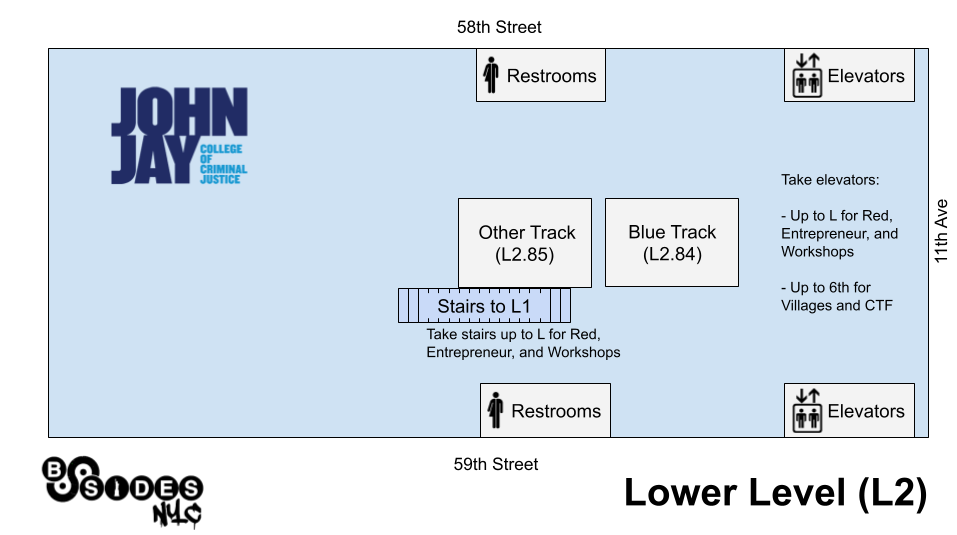 58th Street
Restrooms
Elevators
JOHN
JAY
COLLEGE
OF
CRIMINAL
JUSTICE
Take elevators:
- Up to L for Red,
Entrepreneur, and
Workshops
- Up to 6th for
Villages and CTF
11th Ave
Other Track
(L2.85)
Blue Track
(L2.84)
Stairs to L1
Take stairs up to L for Red,
Entrepreneur, and Workshops
Restrooms
Elevators
59th Street
BSIDES
NYC
Lower Level (L2)